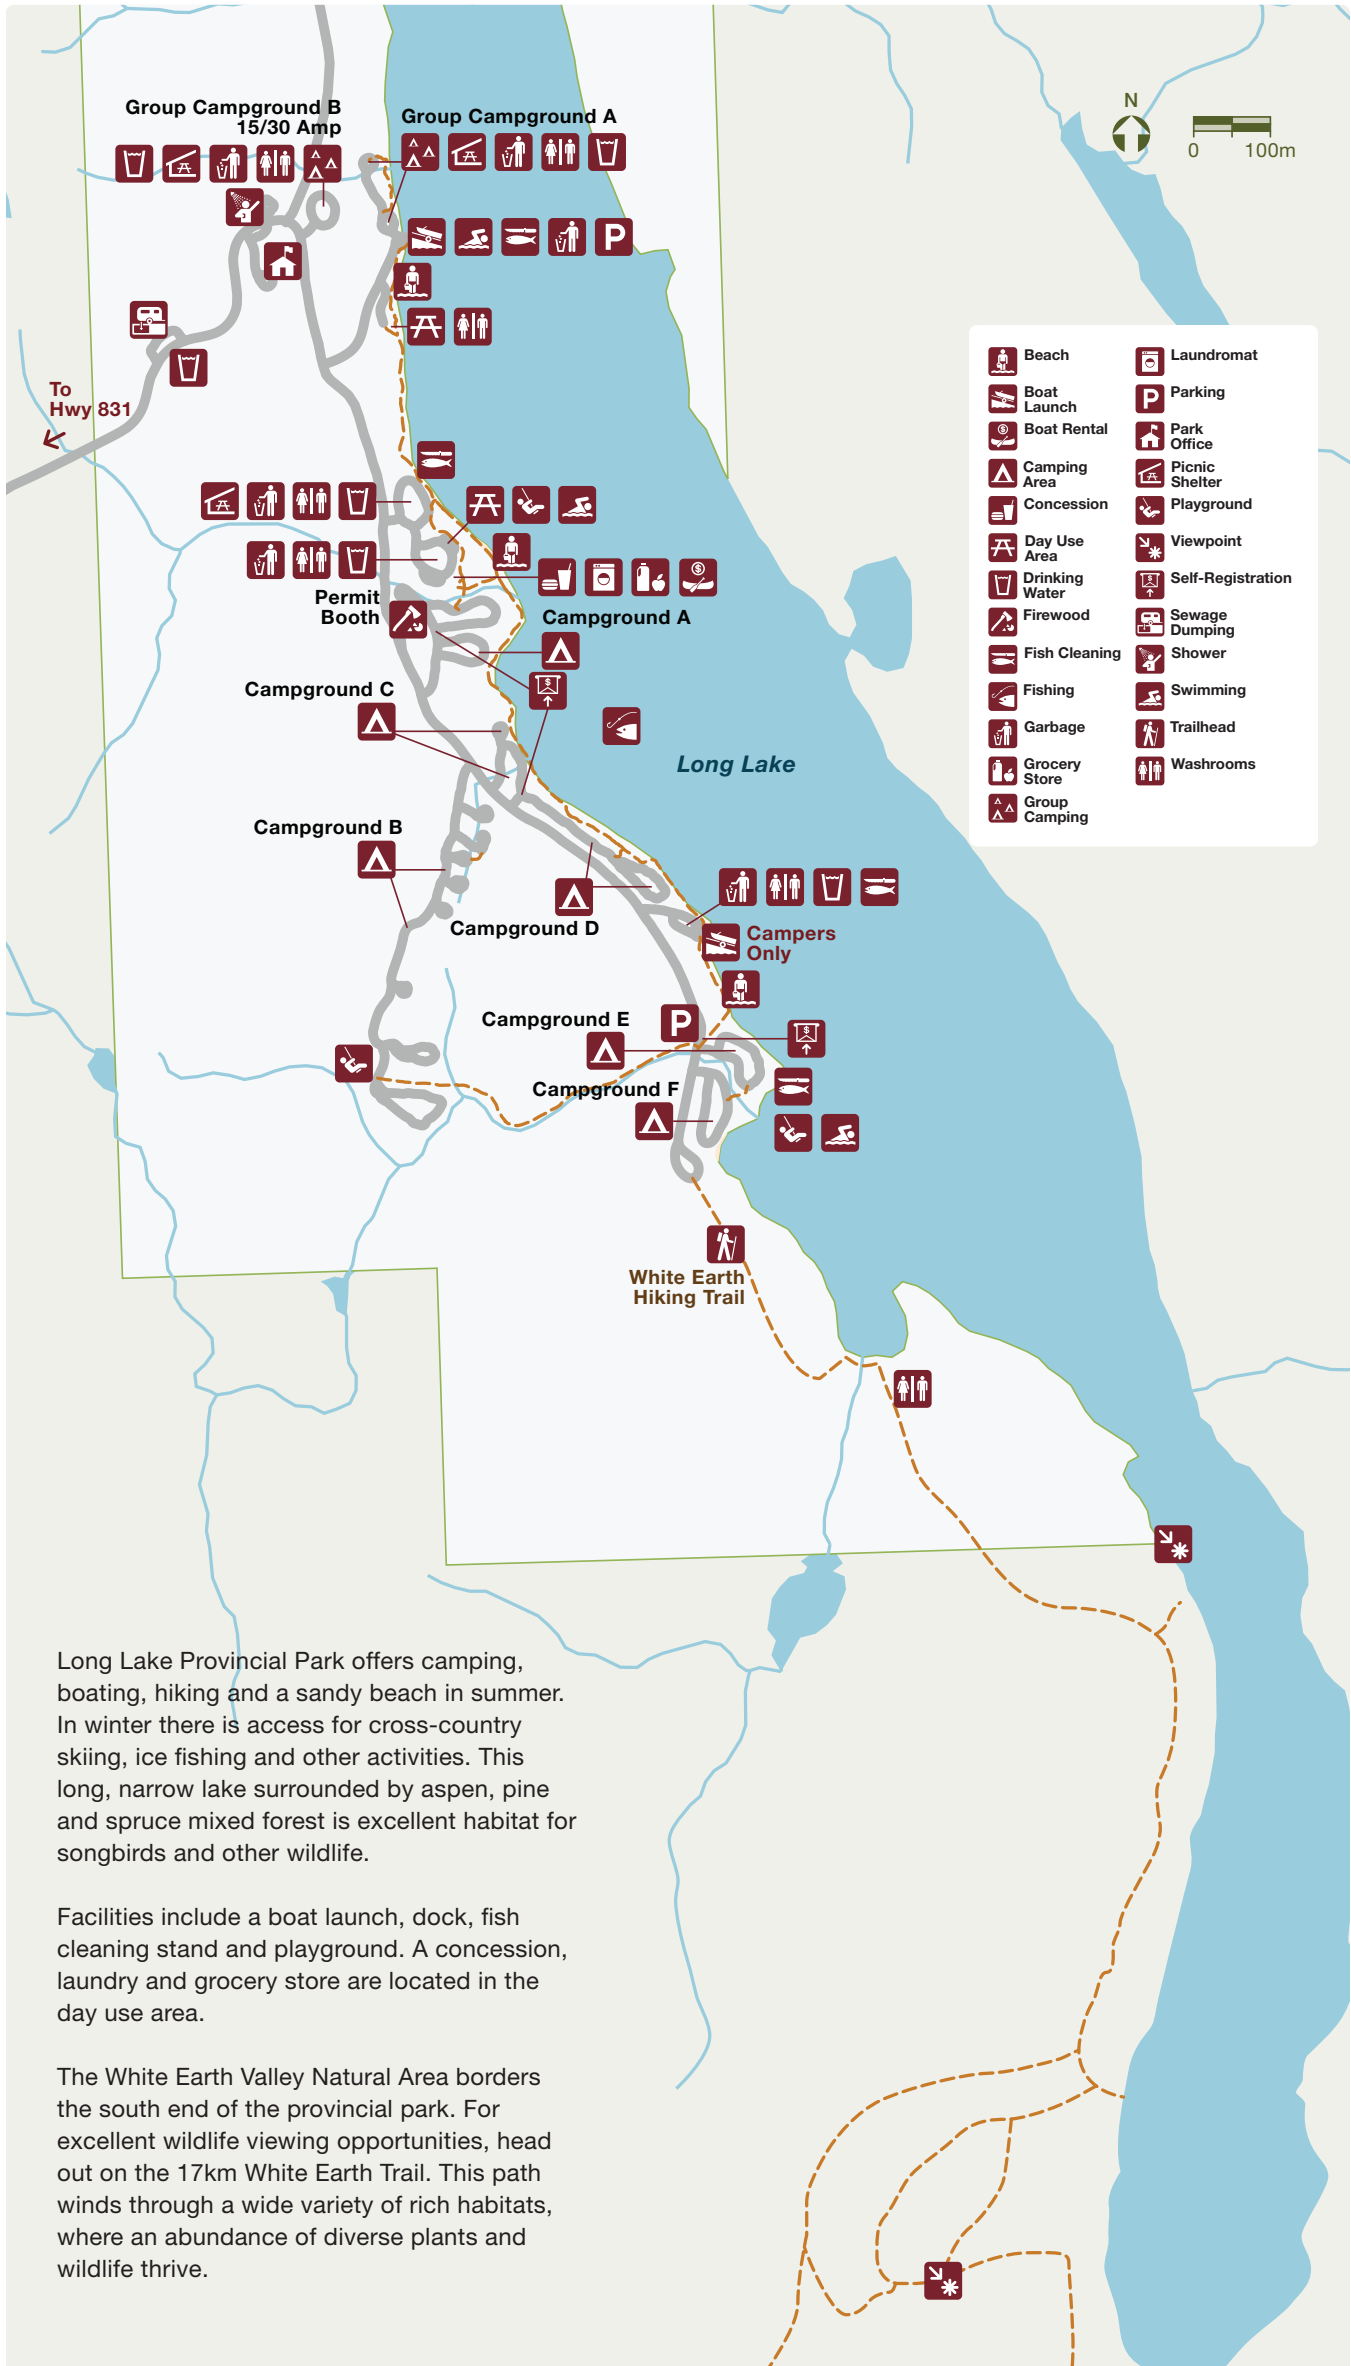 Group Campground B
15/30 Amp
Group Campground A
N
0 100m
P
To
Hwy 831
Permit
Booth
Campground A
Campground C
Long Lake
Campground B
Campground D
Campers
Only
Campground E
P
Campground F
White Earth
Hiking Trail
Beach
Boat
Launch
Boat Rental
Camping
Area
Concession
Day Use
Area
Drinking
Water
Firewood
Fish Cleaning
Fishing
Garbage
Grocery
Store
Group
Camping
Laundromat
P Parking
Park
Office
Picnic
Shelter
Playground
Viewpoint
Self-Registration
Sewage
Dumping
Shower
Swimming
Trailhead
Washrooms
Long Lake Provincial Park offers camping,
boating, hiking and a sandy beach in summer.
In winter there is access for cross-country
skiing, ice fishing and other activities. This
long, narrow lake surrounded by aspen, pine
and spruce mixed forest is excellent habitat for
songbirds and other wildlife.
Facilities include a boat launch, dock, fish
cleaning stand and playground. A concession,
laundry and grocery store are located in the
day use area.
The White Earth Valley Natural Area borders
the south end of the provincial park. For
excellent wildlife viewing opportunities, head
out on the 17km White Earth Trail. This path
winds through a wide variety of rich habitats,
where an abundance of diverse plants and
wildlife thrive.